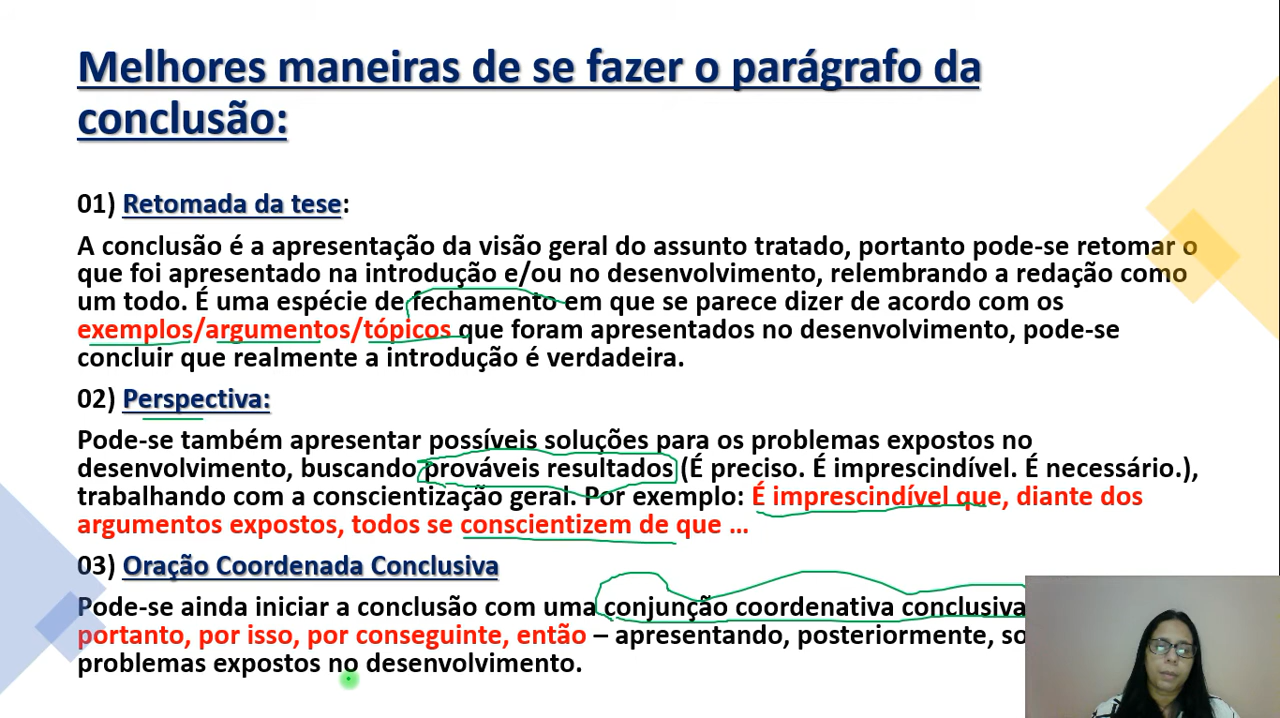 Melhores maneiras de se fazer o parágrafo da
conclusão:
01) Retomada da tese:
A conclusão é a apresentação da visão geral do assunto tratado, portanto pode-se retomar o
que foi apresentado na introdução e/ou no desenvolvimento, relembrando a redação como
um todo. É uma espécie de fechamento em que se parece dizer de acordo com os
exemplos/argumentos/tópicos que foram apresentados no desenvolvimento, pode-se
concluir que realmente a introdução é verdadeira.
02) Perspectiva:
Pode-se também apresentar possíveis soluções para os problemas expostos no
desenvolvimento, buscando prováveis resultados (É preciso. É imprescindível. É necessário.),
trabalhando com a conscientização geral. Por exemplo: É imprescindível que, diante dos
argumentos expostos, todos se conscientizem de que ...
03) Oração Coordenada Conclusiva
Pode-se ainda iniciar a conclusão com uma conjunção coordenativa conclusiva
portanto, por isso, por conseguinte, então – apresentando, posteriormente, so
problemas expostos no desenvolvimento.